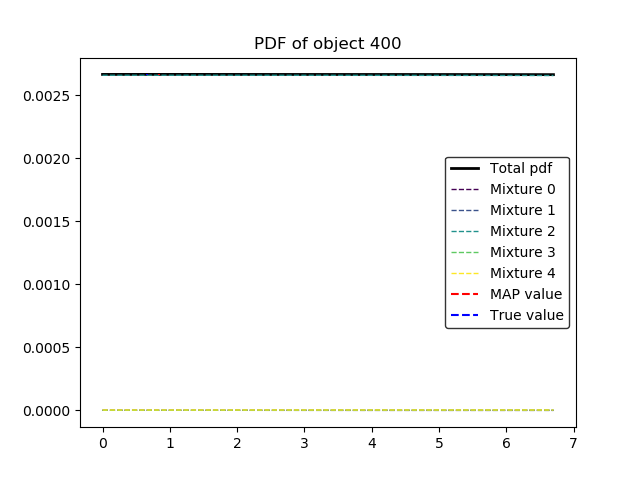 PDF of object 400
0.0025
0.0020
0.0015
0.0010
0.0005
0.0000
Total pdf
Mixture 0
Mixture 1
Mixture 2
Mixture 3
Mixture 4
MAP value
True value
0 1 2 3 4 5 6 7